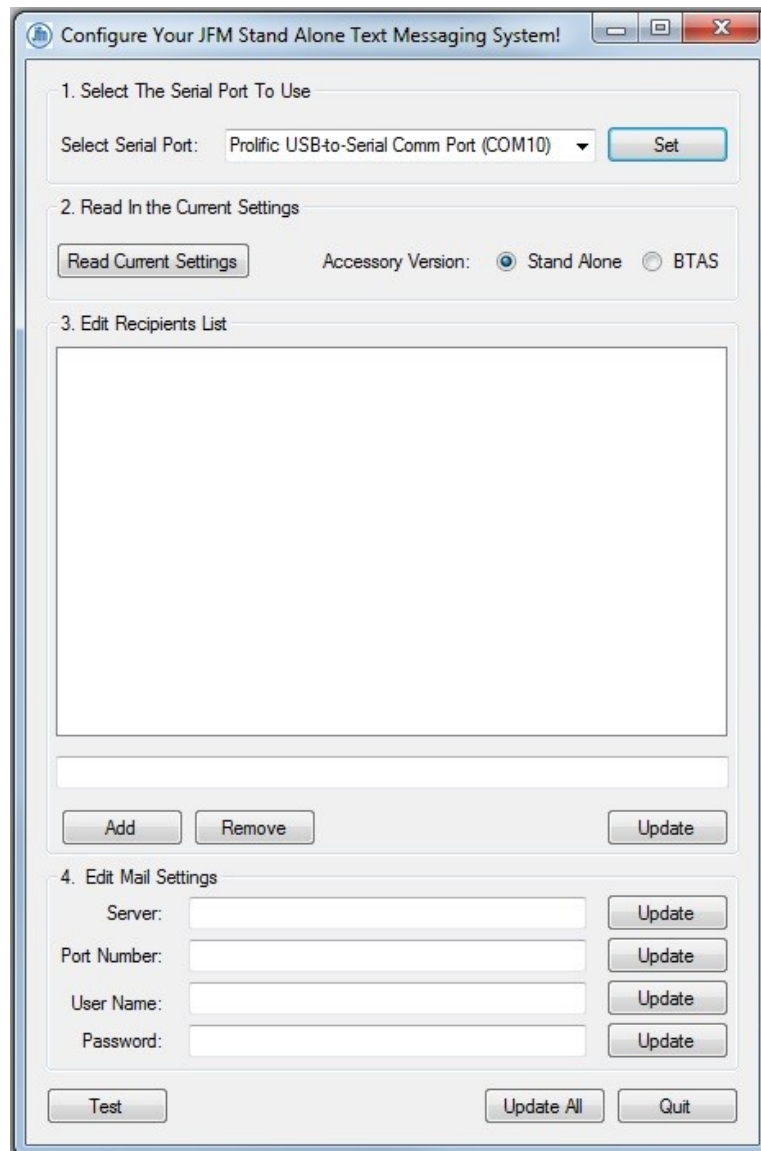 Configure Your JFM Stand Alone Text Messaging System!
1. Select The Serial Port To Use
Select Serial Port: Prolific USB-to-Serial Comm Port (COM10) Set
2. Read In the Current Settings
Read Current Settings Accessory Version: Stand Alone BTAS
3. Edit Recipients List
Add Remove Update
4. Edit Mail Settings
Server: Update
Port Number: Update
User Name: Update
Password: Update
Test Update All Quit